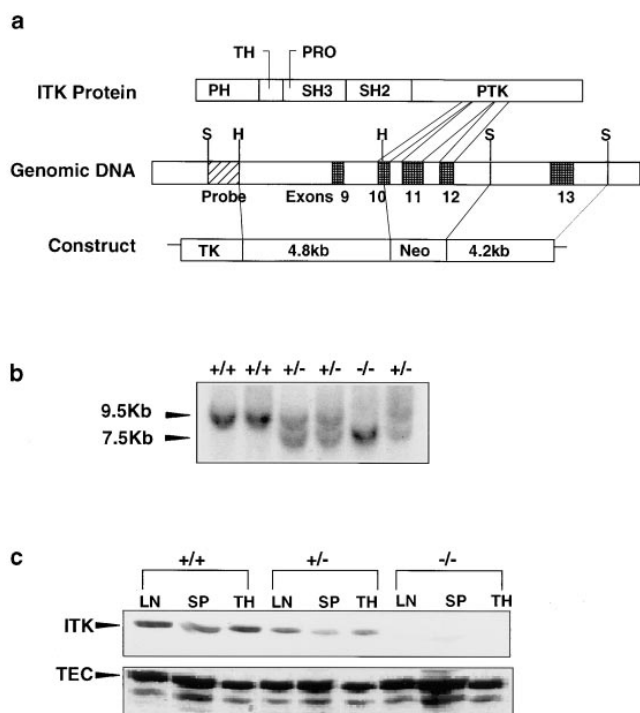 a
TH PRO
ITK Protein PH SH3 SH2 PTK
S H H S S
Genomic DNA
Probe Exons 9 10 11 12 13
Construct TK 4.8kb Neo 4.2kb
b
+/+ +/+ +/- +/- -/- +/-
9.5Kb
7.5Kb
c
+/+ +/- -/-
LN SP TH LN SP TH LN SP TH
ITK
TEC